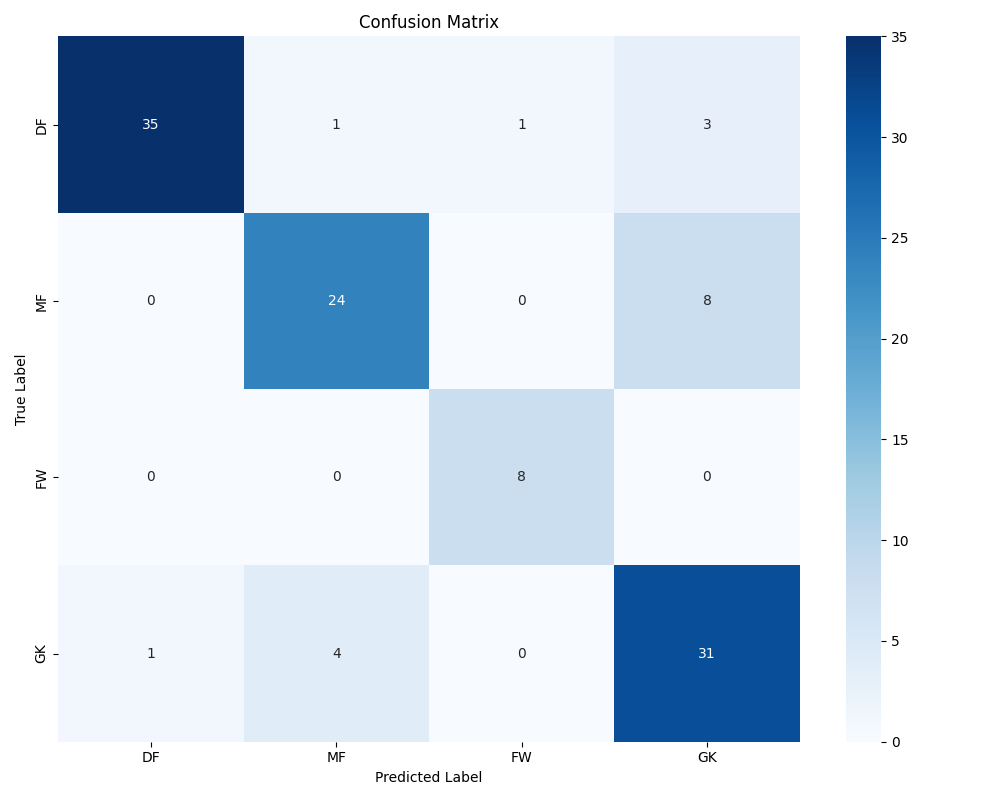 Confusion Matrix
True Label
DF 35 1 1 3
MF 0 24 0 8
FW 0 0 8 0
GK 1 4 0 31
DF MF FW GK
Predicted Label
35
30
25
20
15
10
5
0